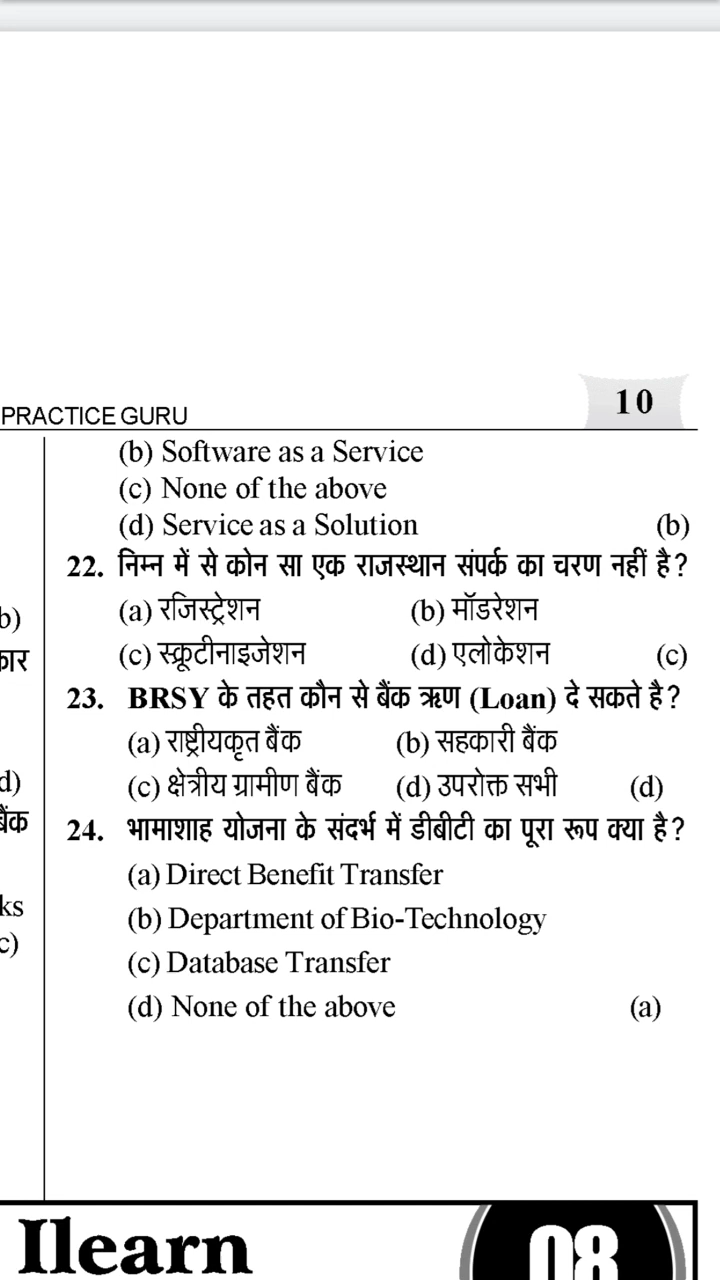 PRACTICE GURU
10
b)
कार
d)
बैंक
ks
c)
(b) Software as a Service
(c) None of the above
(d) Service as a Solution (b)
22. निम्न में से कोन सा एक राजस्थान संपर्क का चरण नहीं है?
(a) रजिस्ट्रेशन (b) मॉडरेशन
(c) स्क्रूटीनाइजेशन (d) एलोकेशन (c)
23. BRSY के तहत कौन से बैंक ऋण (Loan) दे सकते है?
(a) राष्ट्रीयकृत बैंक (b) सहकारी बैंक
(c) क्षेत्रीय ग्रामीण बैंक (d) उपरोक्त सभी (d)
24. भामाशाह योजना के संदर्भ में डीबीटी का पूरा रूप क्या है?
(a) Direct Benefit Transfer
(b) Department of Bio-Technology
(c) Database Transfer
(d) None of the above (a)
Ilearn
08